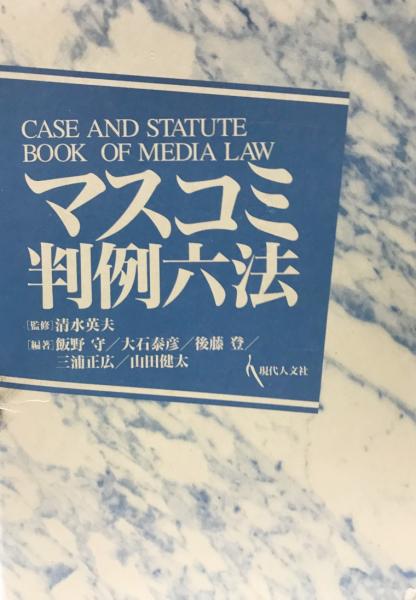 CASE AND STATUTE
BOOK OF MEDIA LAW
マスコミ
判例六法
[監修]清水英夫
[編著]飯野 守／大石泰彦／後藤 登／
三浦正広／山田健太
現代人文社